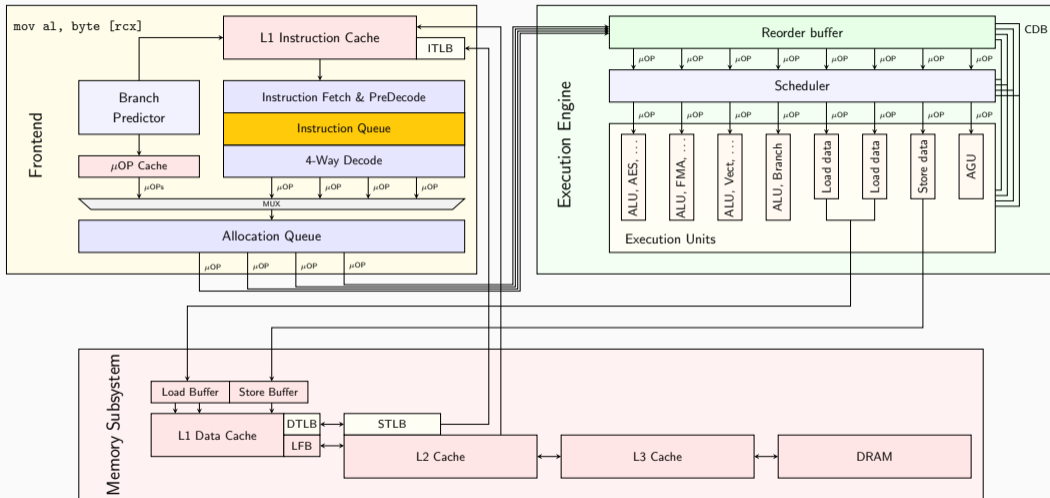 mov al, byte [rcx]
Frontend
L1 Instruction Cache
ITLB
Branch
Predictor
Instruction Fetch & PreDecode
Instruction Queue
4-Way Decode
μOP Cache
μOPs
μOP
μOP
μOP
μOP
MUX
Allocation Queue
μOP
μOP
μOP
μOP
Execution Engine
Reorder buffer
CDB
μOP
μOP
μOP
μOP
μOP
μOP
μOP
μOP
Scheduler
μOP
μOP
μOP
μOP
μOP
μOP
μOP
μOP
ALU, AES, ...
ALU, FMA, ...
ALU, Vect, ...
ALU, Branch
Load data
Load data
Store data
AGU
Execution Units
Memory Subsystem
Load Buffer
Store Buffer
L1 Data Cache
DTLB
LFB
STLB
L2 Cache
L3 Cache
DRAM